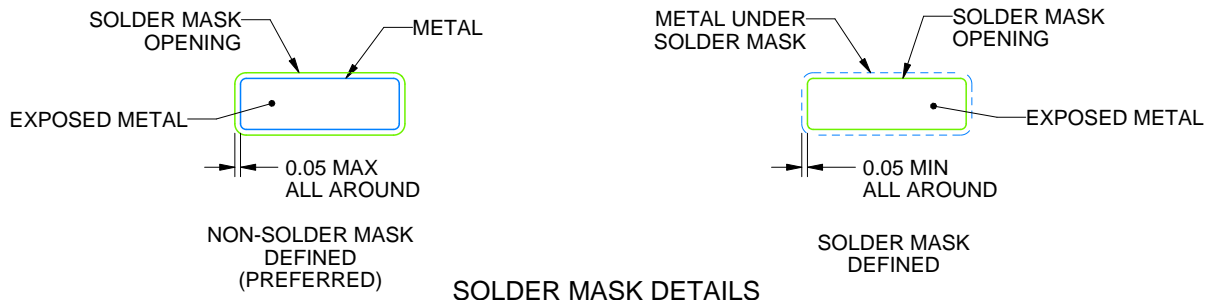 SOLDER MASK
OPENING
METAL
EXPOSED METAL
0.05 MAX
ALL AROUND
NON-SOLDER MASK
DEFINED
(PREFERRED)
METAL UNDER
SOLDER MASK
SOLDER MASK
OPENING
EXPOSED METAL
0.05 MIN
ALL AROUND
SOLDER MASK
DEFINED
SOLDER MASK DETAILS